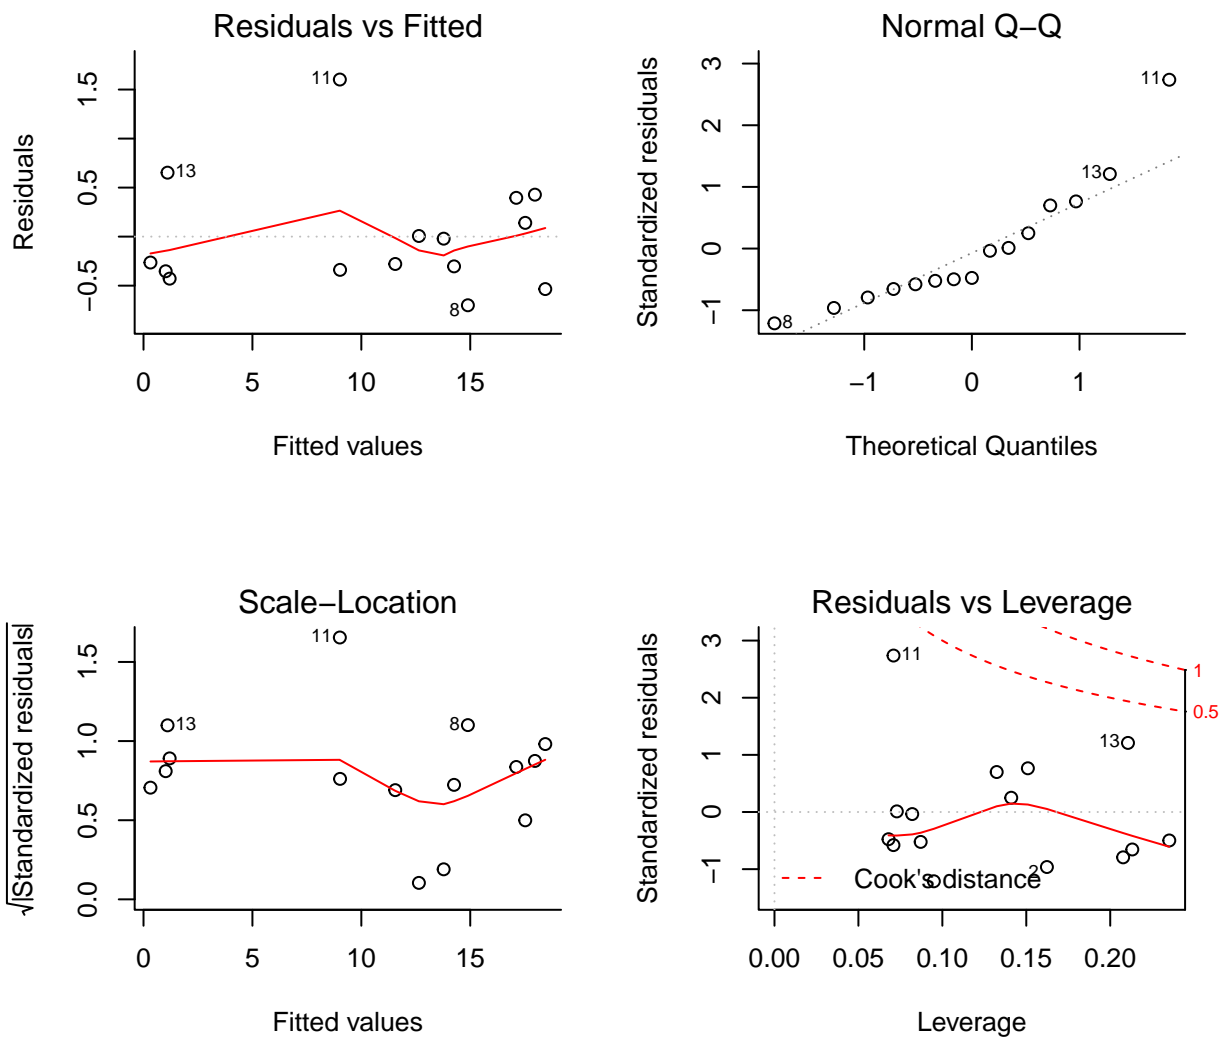 Residuals vs Fitted
Residuals
−0.5
0.5
1.5
11
13
8
0 5 10 15
Fitted values
Normal Q−Q
Standardized residuals
−1
0
1
2
3
11
13
8
−1 0 1
Theoretical Quantiles
Scale−Location
√|Standardized residuals|
0.0
0.5
1.0
1.5
11
13
8
0 5 10 15
Fitted values
Residuals vs Leverage
Standardized residuals
−1
0
1
2
3
11
13
2
1
0.5
Cook's distance
0.00 0.05 0.10 0.15 0.20
Leverage